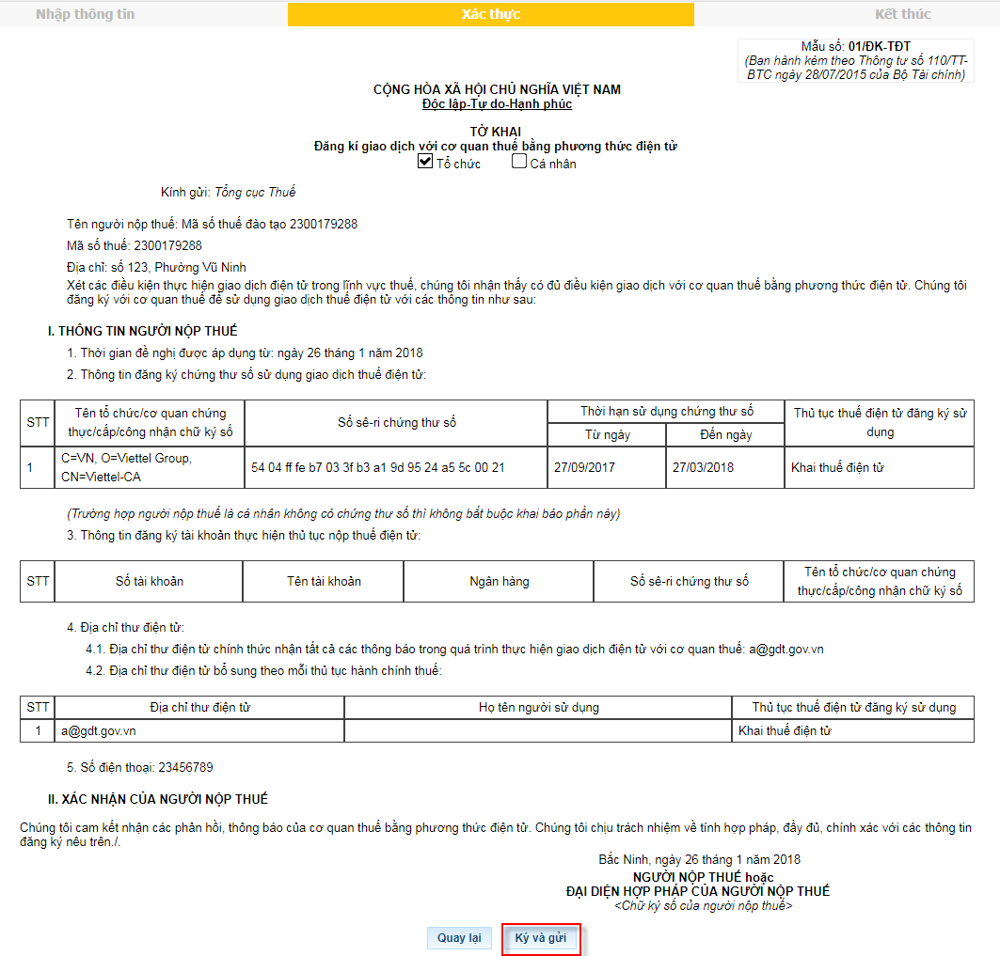 Nhập thông tin
Xác thực
Kết thúc
Mẫu số: 01/ĐK-TĐT
(Ban hành kèm theo Thông tư số 110/TT-
BTC ngày 28/07/2015 của Bộ Tài chính)
CỘNG HÒA XÃ HỘI CHỦ NGHĨA VIỆT NAM
Độc lập-Tự do-Hạnh phúc
TỜ KHAI
Đăng kí giao dịch với cơ quan thuế bằng phương thức điện tử
Tổ chức Cá nhân
Kính gửi: Tổng cục Thuế
Tên người nộp thuế: Mã số thuế đào tạo 2300179288
Mã số thuế: 2300179288
Địa chỉ: số 123, Phường Vũ Ninh
Xét các điều kiện thực hiện giao dịch điện tử trong lĩnh vực thuế, chúng tôi nhận thấy có đủ điều kiện giao dịch với cơ quan thuế bằng phương thức điện tử. Chúng tôi
đăng ký với cơ quan thuế để sử dụng giao dịch thuế điện tử với các thông tin như sau:
I. THÔNG TIN NGƯỜI NỘP THUẾ
1. Thời gian đề nghị được áp dụng từ: ngày 26 tháng 1 năm 2018
2. Thông tin đăng ký chứng thư số sử dụng giao dịch thuế điện tử:
STT
Tên tổ chức/cơ quan chứng
thực/cấp/công nhận chữ ký số
Số sê-ri chứng thư số
Thời hạn sử dụng chứng thư số
Từ ngày
Đến ngày
Thủ tục thuế điện tử đăng ký sử
dụng
1
C=VN, O=Viettel Group,
CN=Viettel-CA
54 04 ff fe b7 03 3f b3 a1 9d 95 24 a5 5c 00 21
27/09/2017
27/03/2018
Khai thuế điện tử
(Trường hợp người nộp thuế là cá nhân không có chứng thư số thì không bắt buộc khai báo phần này)
3. Thông tin đăng ký tài khoản thực hiện thủ tục nộp thuế điện tử:
STT
Số tài khoản
Tên tài khoản
Ngân hàng
Số sê-ri chứng thư số
Tên tổ chức/cơ quan chứng
thực/cấp/công nhận chữ ký số
4. Địa chỉ thư điện tử:
4.1. Địa chỉ thư điện tử chính thức nhận tất cả các thông báo trong quá trình thực hiện giao dịch điện tử với cơ quan thuế: a@gdt.gov.vn
4.2. Địa chỉ thư điện tử bổ sung theo mỗi thủ tục hành chính thuế:
STT
Địa chỉ thư điện tử
Họ tên người sử dụng
Thủ tục thuế điện tử đăng ký sử dụng
1
a@gdt.gov.vn
Khai thuế điện tử
5. Số điện thoại: 23456789
II. XÁC NHẬN CỦA NGƯỜI NỘP THUẾ
Chúng tôi cam kết nhận các phản hồi, thông báo của cơ quan thuế bằng phương thức điện tử. Chúng tôi chịu trách nhiệm về tính hợp pháp, đầy đủ, chính xác với các thông tin
đăng ký nêu trên./.
Bắc Ninh, ngày 26 tháng 1 năm 2018
NGƯỜI NỘP THUẾ hoặc
ĐẠI DIỆN HỢP PHÁP CỦA NGƯỜI NỘP THUẾ
<Chữ ký số của người nộp thuế>
Quay lại
Ký và gửi